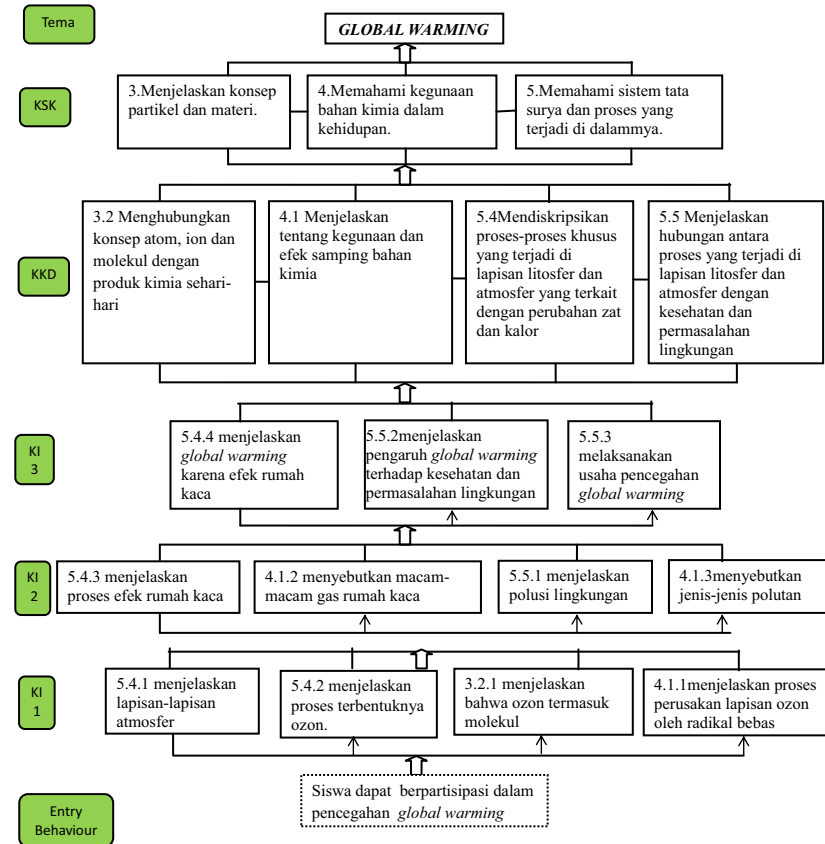 Tema
GLOBAL WARMING
KSK
3.Menjelaskan konsep
partikel dan materi.
4.Memahami kegunaan
bahan kimia dalam
kehidupan.
5.Memahami sistem tata
surya dan proses yang
terjadi di dalammya.
KKD
3.2 Menghubungkan
konsep atom, ion dan
molekul dengan
produk kimia sehari-
hari
4.1 Menjelaskan
tentang kegunaan dan
efek samping bahan
kimia
5.4Mendiskripsikan
proses-proses khusus
yang terjadi di
lapisan litosfer dan
atmosfer yang terkait
dengan perubahan zat
dan kalor
5.5 Menjelaskan
hubungan antara
proses yang terjadi di
lapisan litosfer dan
atmosfer dengan
kesehatan dan
permasalahan
lingkungan
KI
3
5.4.4 menjelaskan
global warming
karena efek rumah
kaca
5.5.2menjelaskan
pengaruh global warming
terhadap kesehatan dan
permasalahan lingkungan
5.5.3
melaksanakan
usaha pencegahan
global warming
KI
2
5.4.3 menjelaskan
proses efek rumah kaca
4.1.2 menyebutkan macam-
macam gas rumah kaca
5.5.1 menjelaskan
polusi lingkungan
4.1.3menyebutkan
jenis-jenis polutan
KI
1
5.4.1 menjelaskan
lapisan-lapisan
atmosfer
5.4.2 menjelaskan
proses terbentuknya
ozon.
3.2.1 menjelaskan
bahwa ozon termasuk
molekul
4.1.1menjelaskan proses
perusakan lapisan ozon
oleh radikal bebas
Entry
Behaviour
Siswa dapat berpartisipasi dalam
pencegahan global warming